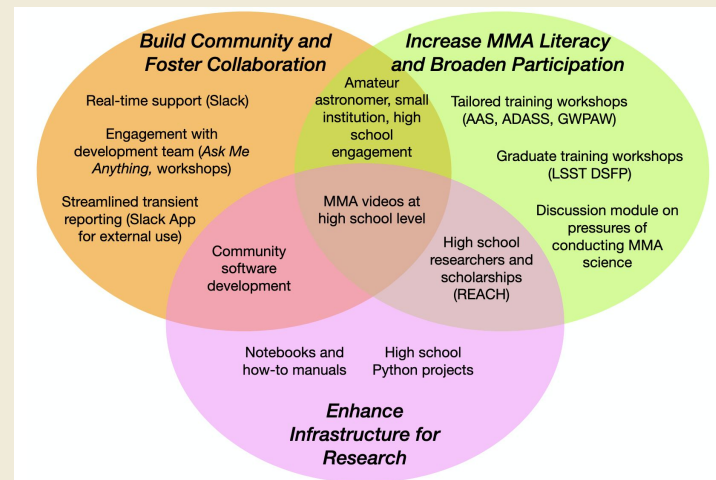 Build Community and
Foster Collaboration
Increase MMA Literacy
and Broaden Participation
Real-time support (Slack)
Engagement with
development team (Ask Me
Anything, workshops)
Streamlined transient
reporting (Slack App
for external use)
Amateur
astronomer, small
institution, high
school
engagement
Tailored training workshops
(AAS, ADASS, GWPAW)
Graduate training workshops
(LSST DSFP)
Discussion module on
pressures of
conducting MMA
science
MMA videos at
high school level
Community
software
development
High school
researchers and
scholarships
(REACH)
Notebooks and
how-to manuals
High school
Python projects
Enhance
Infrastructure for
Research